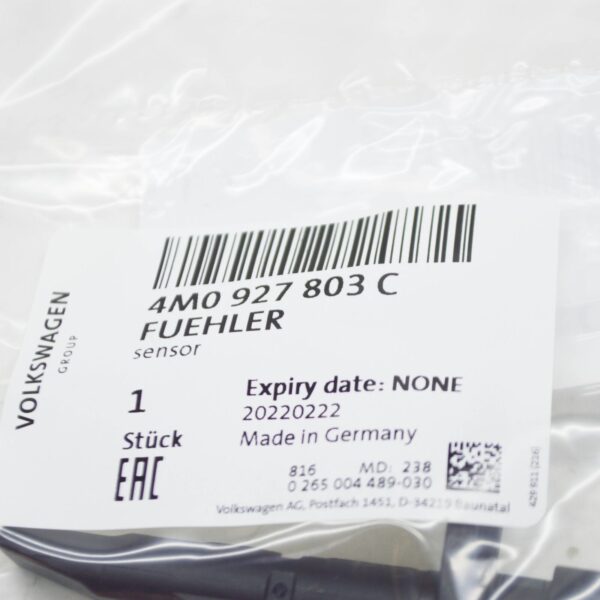 4M0 927 803 C
FUEHLER
sensor
VOLKSWAGEN
GROUP
1
Stück
Expiry date: NONE
20220222
Made in Germany
EAC
816 MD: 238
0 265 004 489-030
Volkswagen AG, Postfach 1451, D-34219 Baunatal